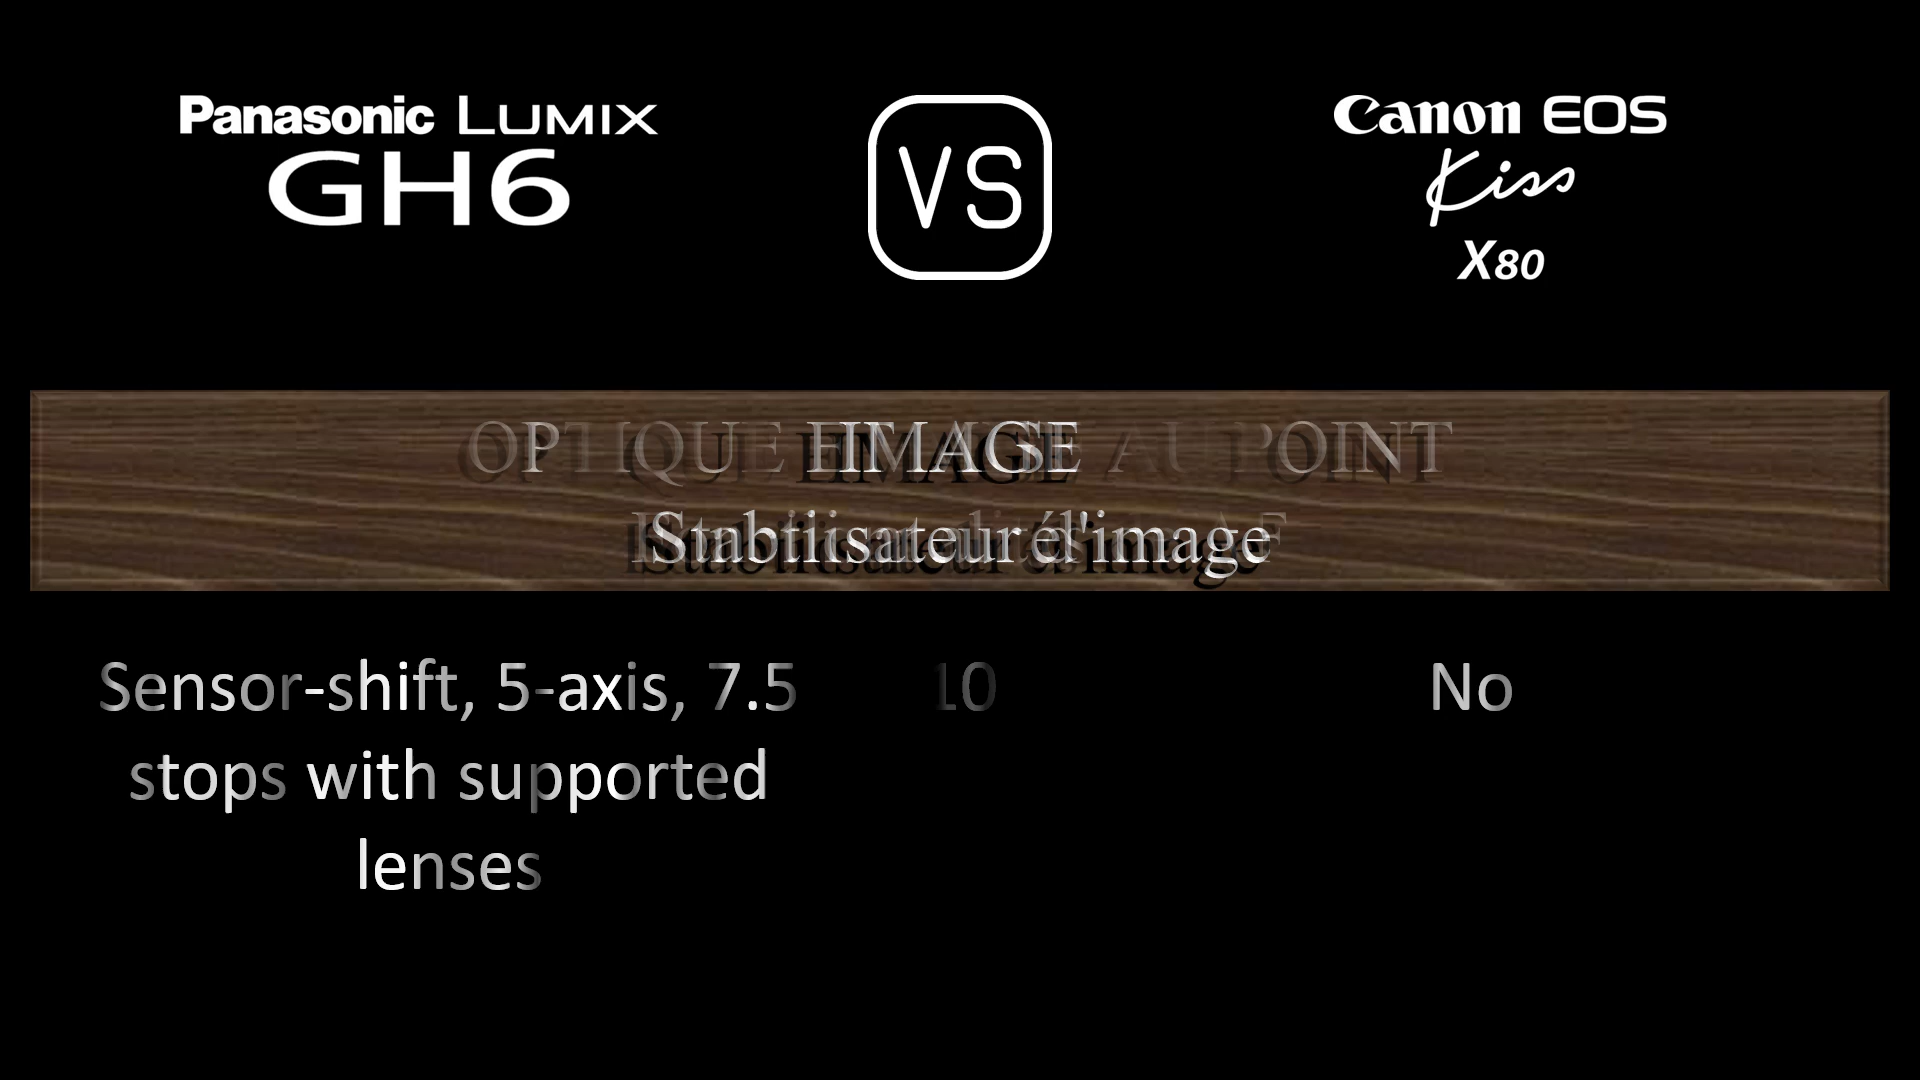 Panasonic LUMIX
GH6
VS
Canon EOS
Kiss
X80
IMAGE
Stabilisateur d'image
Sensor-shift, 5-axis, 7.5
stops with supported
lenses
10
No